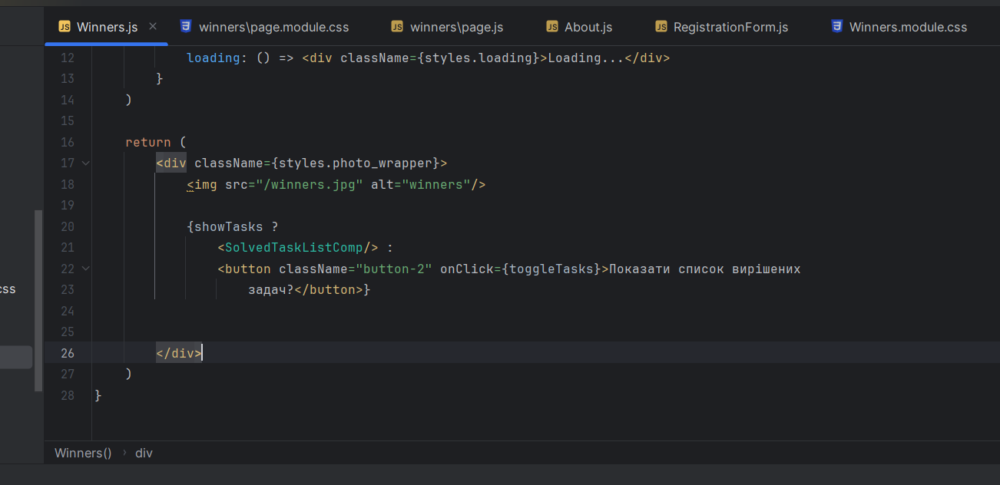 Winners.js winners\page.module.css winners\page.js About.js RegistrationForm.js Winners.module.css
12 loading: () => <div className={styles.loading}>Loading...</div>
13 }
14 )
15
16 return (
17 <div className={styles.photo_wrapper}>
18 <img src="/winners.jpg" alt="winners"/>
19
20 {showTasks ?
21 <SolvedTaskListComp/> :
22 <button className="button-2" onClick={toggleTasks}>Показати список вирішених
css
23 задач?</button>}
24
25
26 </div>
27 )
28 }
Winners() › div